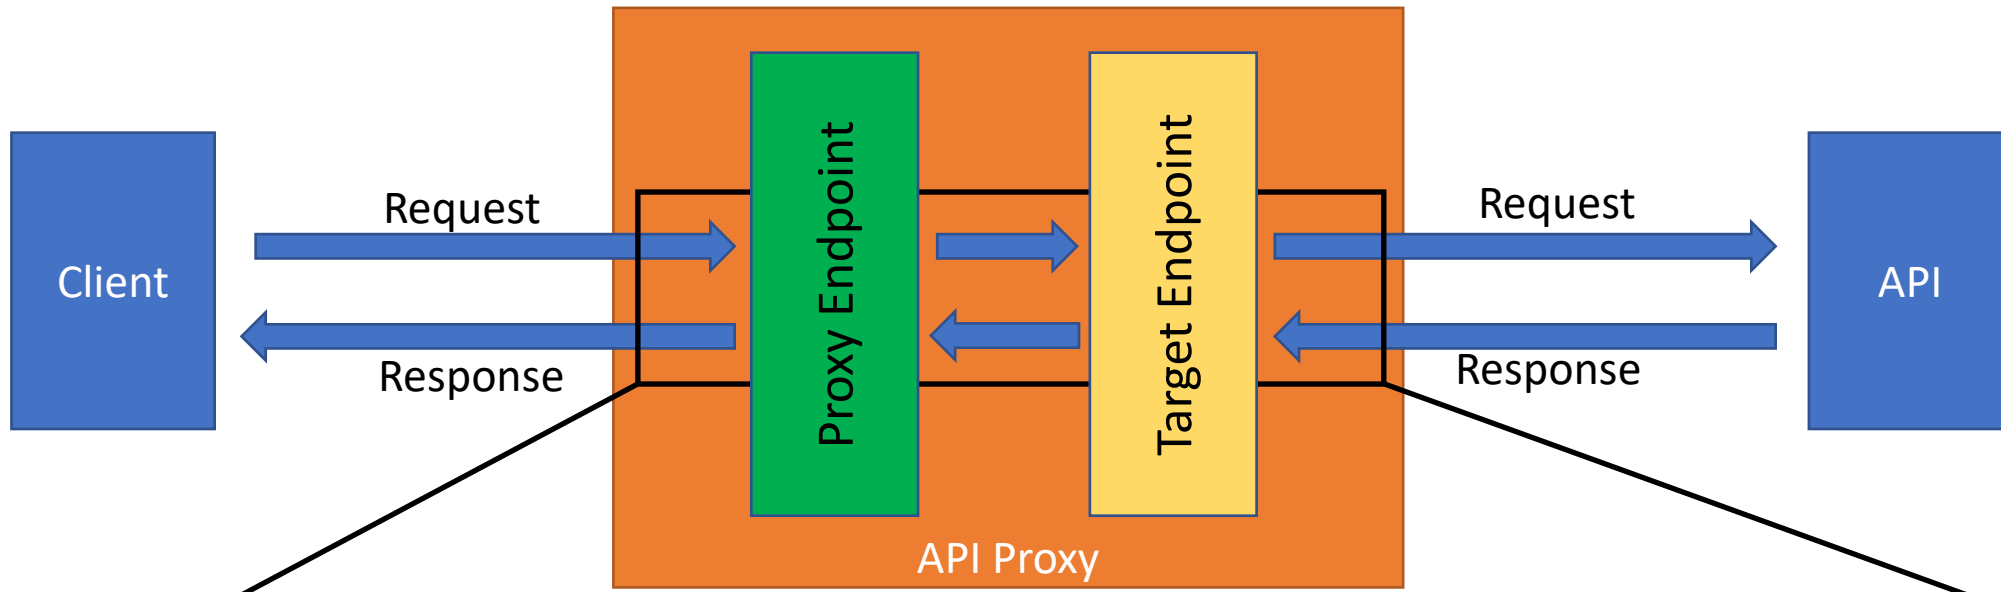 Client
Request
Response
Proxy Endpoint
Target Endpoint
API Proxy
Request
Response
API